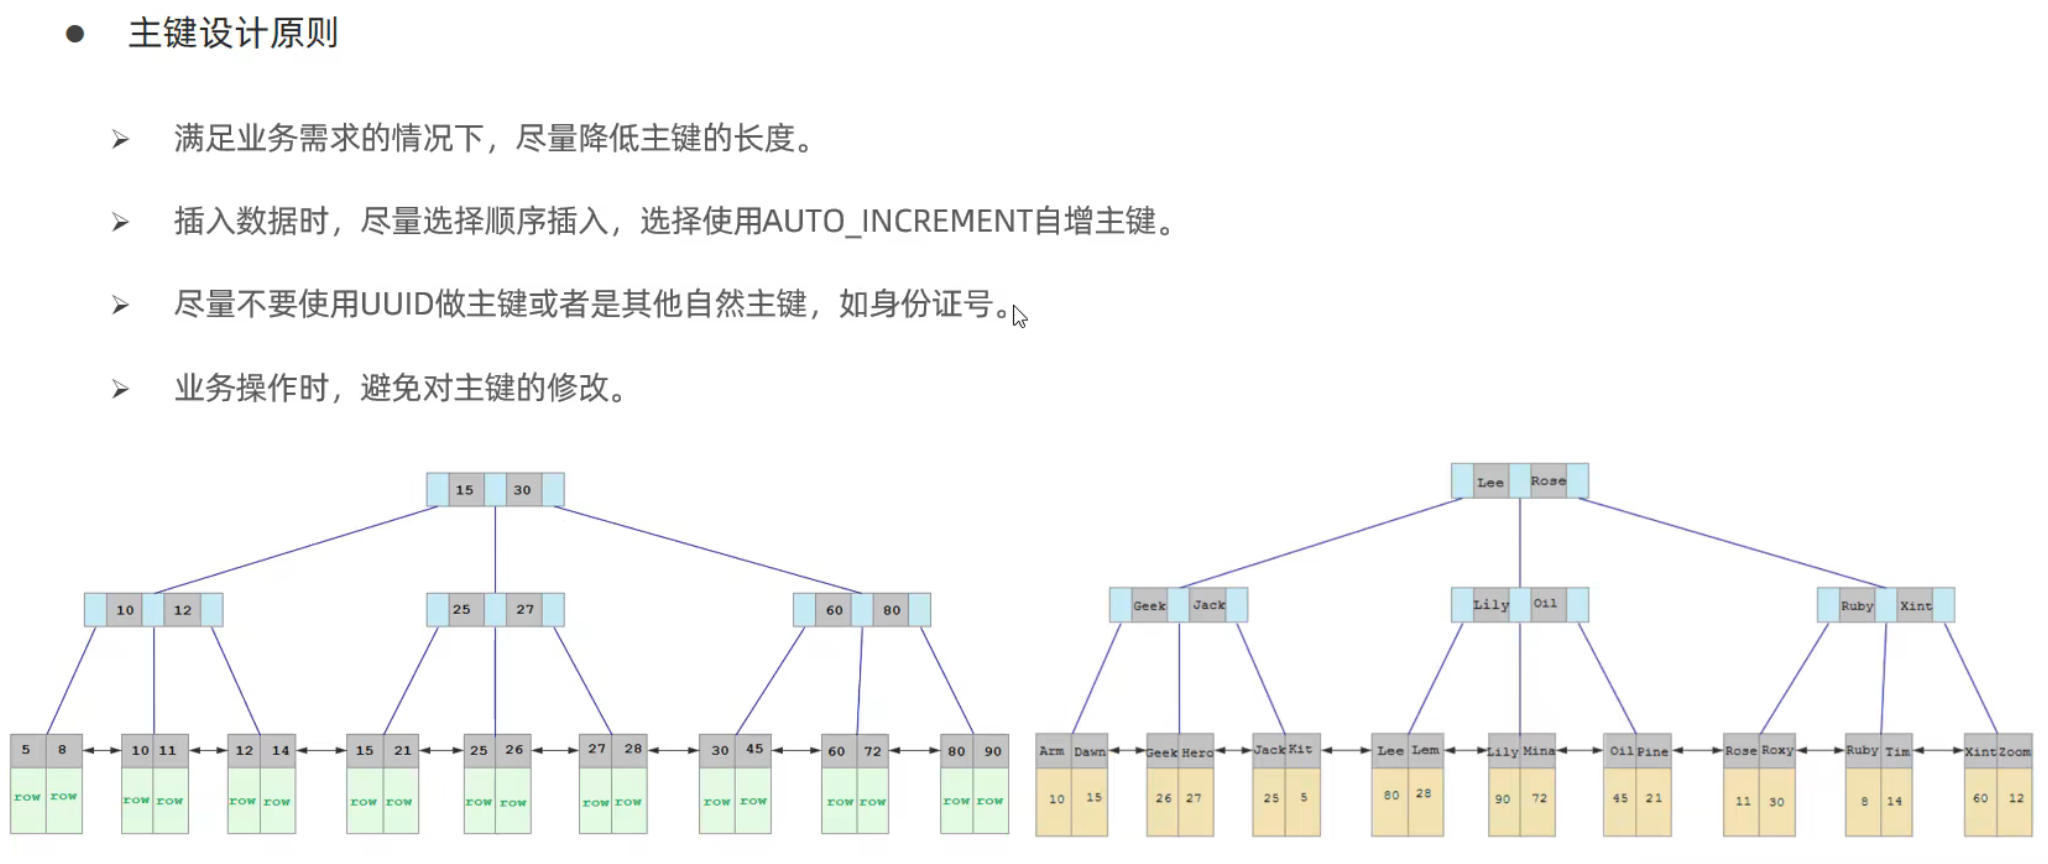 ● 主键设计原则
➢ 满足业务需求的情况下，尽量降低主键的长度。
➢ 插入数据时，尽量选择顺序插入，选择使用AUTO_INCREMENT自增主键。
➢ 尽量不要使用UUID做主键或者是其他自然主键，如身份证号。
➢ 业务操作时，避免对主键的修改。
15 30
10 12 25 27 60 80
5 8 10 11 12 14 15 21 25 26 27 28 30 45 60 72 80 90
row row row row row row row row row row row row row row row row row row
Lee Rose
Geek Jack Lily Oil Ruby Xint
Arm Dawn Geek Hero Jack Kit Lee Lem Lily Mina Oil Pine Rose Roxy Ruby Tim Xint Zoom
10 15 26 27 25 5 80 28 90 72 45 21 11 30 8 14 60 12